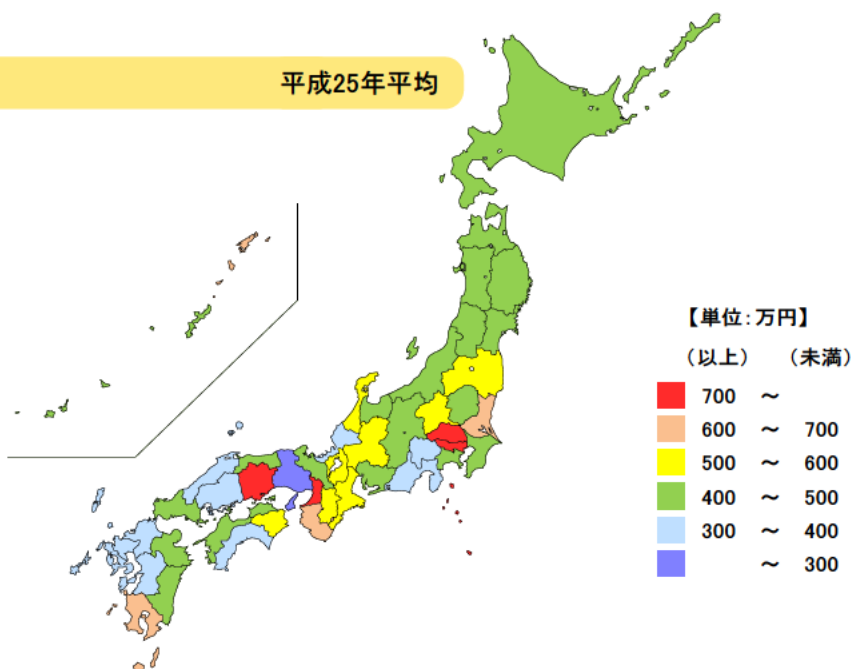 平成25年平均
【単位：万円】
（以上） （未満）
700 ～
600 ～ 700
500 ～ 600
400 ～ 500
300 ～ 400
～ 300